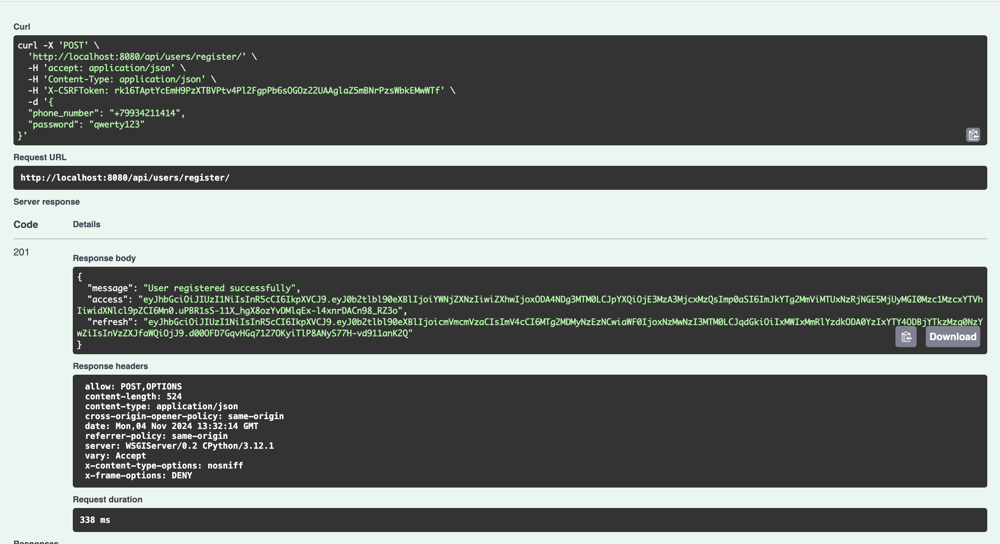 Curl
curl -X 'POST' \
'http://localhost:8080/api/users/register/' \
-H 'accept: application/json' \
-H 'Content-Type: application/json' \
-H 'X-CSRFToken: rk16TAptYcEmH9PzXTBVPtv4Pl2FgpPb6sOGOz22UAAglaZ5mBNrPzsWbkEMwWTf' \
-d '{
"phone_number": "+79934211414",
"password": "qwerty123"
}'
Request URL
http://localhost:8080/api/users/register/
Server response
Code Details
201
Response body
{
"message": "User registered successfully",
"access": "eyJhbGciOiJIUzI1NiIsInR5cCI6IkpXVCJ9.eyJ0b2tlbl90eXBlIjoiYWNjZXNzIiwiZXhwIjoxODA4NDg3MTM0LCJpYXQiOjE3MzA3MjcxMzQsImp0aSI6ImJkYTg2MmViMTUxNzRjNGE5MjUyMGI0Mzc1MzcxYTVh
IiwidXNlcl9pZCI6Mn0.uPBR1sS-11X_hgX8ozYvDMlqEx-l4xnrDACn98_RZ3o",
"refresh": "eyJhbGciOiJIUzI1NiIsInR5cCI6IkpXVCJ9.eyJ0b2tlbl90eXBlIjoicmVmcmVzaCIsImV4cCI6MTg2MDMyNzEzNCwiaWF0IjoxNzMwNzI3MTM0LCJqdGkiOiIxMWIxMmRlYzdkODA0YzIxYTY4ODBjYTkzMzg0NzY
wZiIsInVzZXJfaWQiOjJ9.d00OFD7GqvHGq7127OKyiTlP8ANyS77H-vd911anK2Q"
}
Download
Response headers
allow: POST,OPTIONS
content-length: 524
content-type: application/json
cross-origin-opener-policy: same-origin
date: Mon,04 Nov 2024 13:32:14 GMT
referrer-policy: same-origin
server: WSGIServer/0.2 CPython/3.12.1
vary: Accept
x-content-type-options: nosniff
x-frame-options: DENY
Request duration
338 ms
Responses